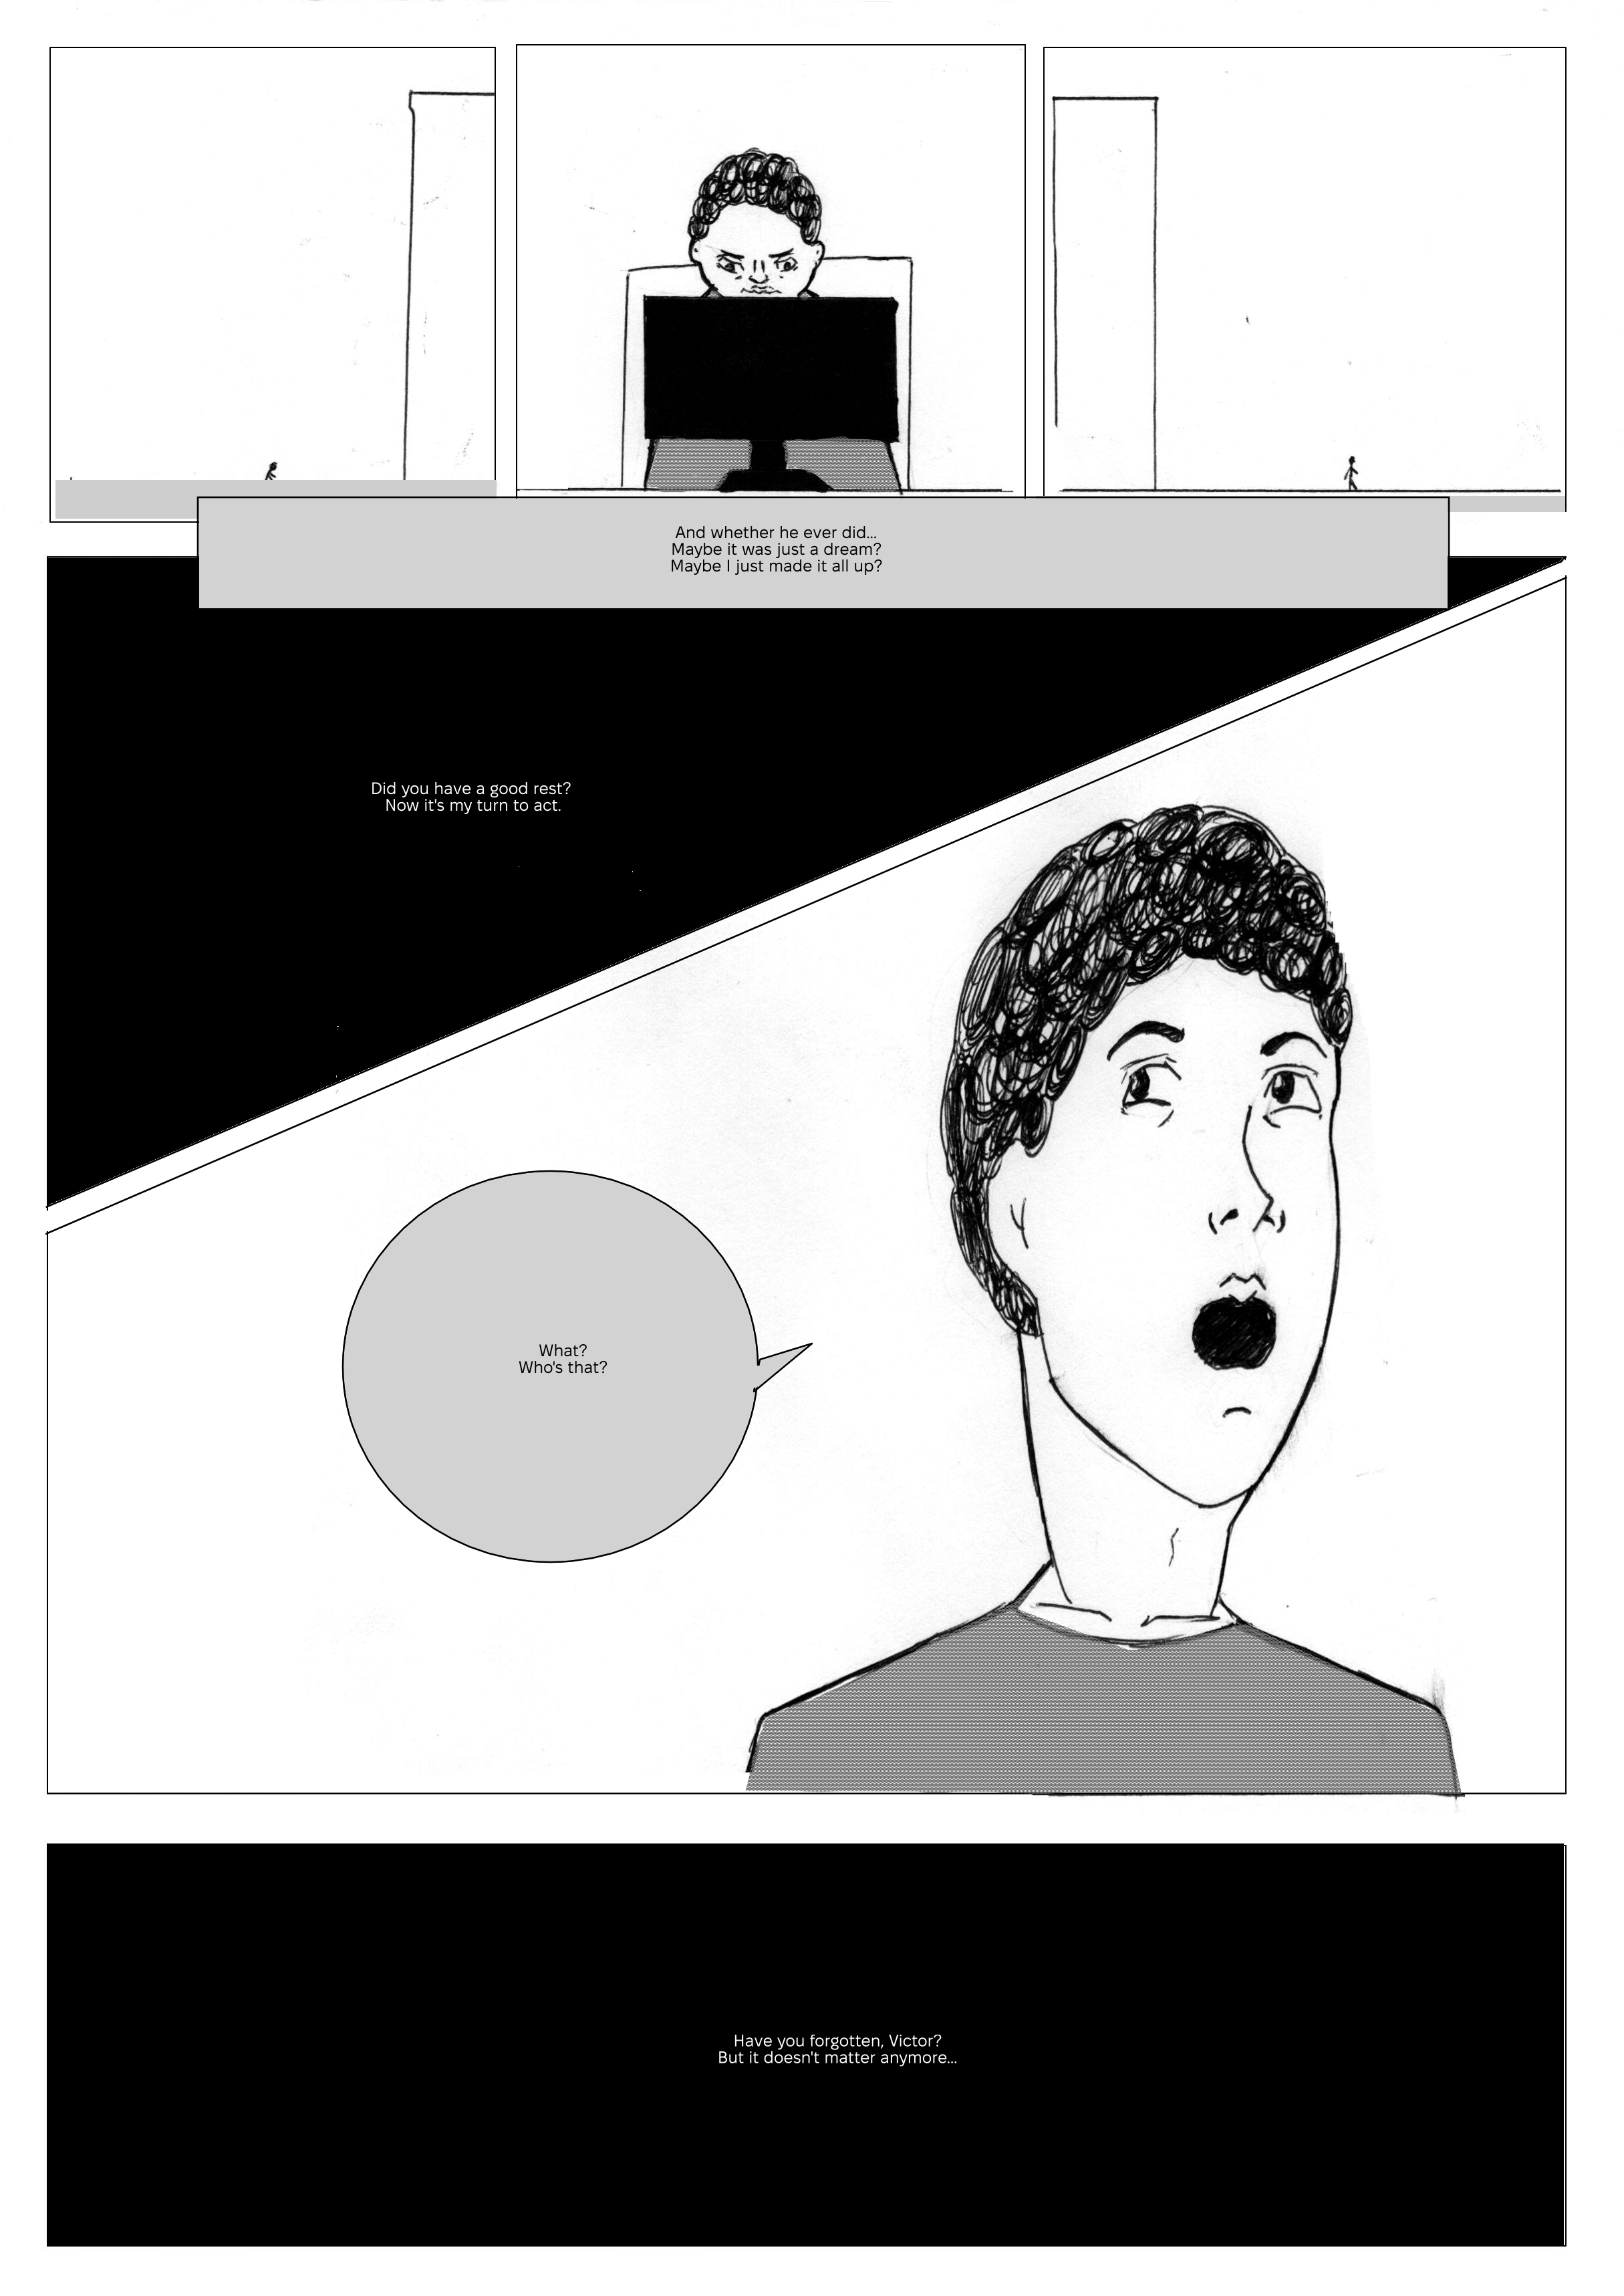 And whether he ever did...
Maybe it was just a dream?
Maybe I just made it all up?
Did you have a good rest?
Now it's my turn to act.
What?
Who's that?
Have you forgotten, Victor?
But it doesn't matter anymore...